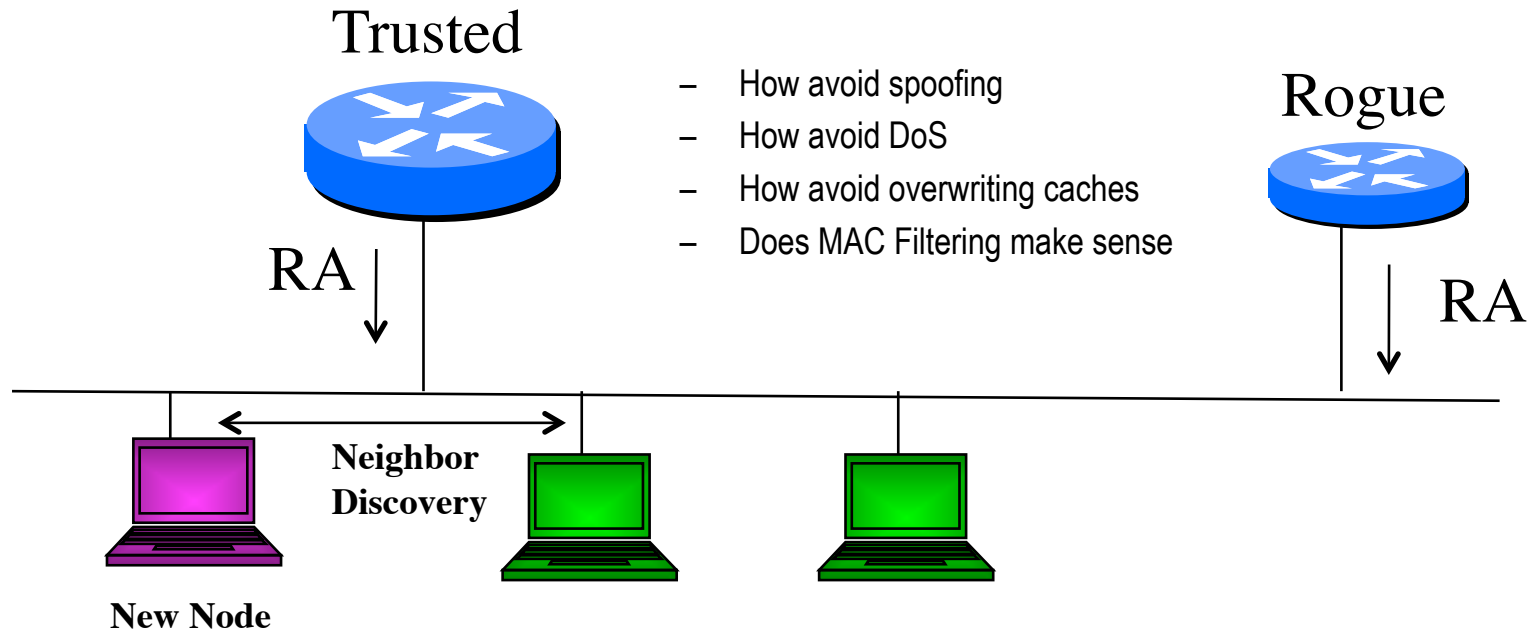 Trusted
– How avoid spoofing
– How avoid DoS
– How avoid overwriting caches
– Does MAC Filtering make sense
Rogue
RA
RA
Neighbor
Discovery
New Node